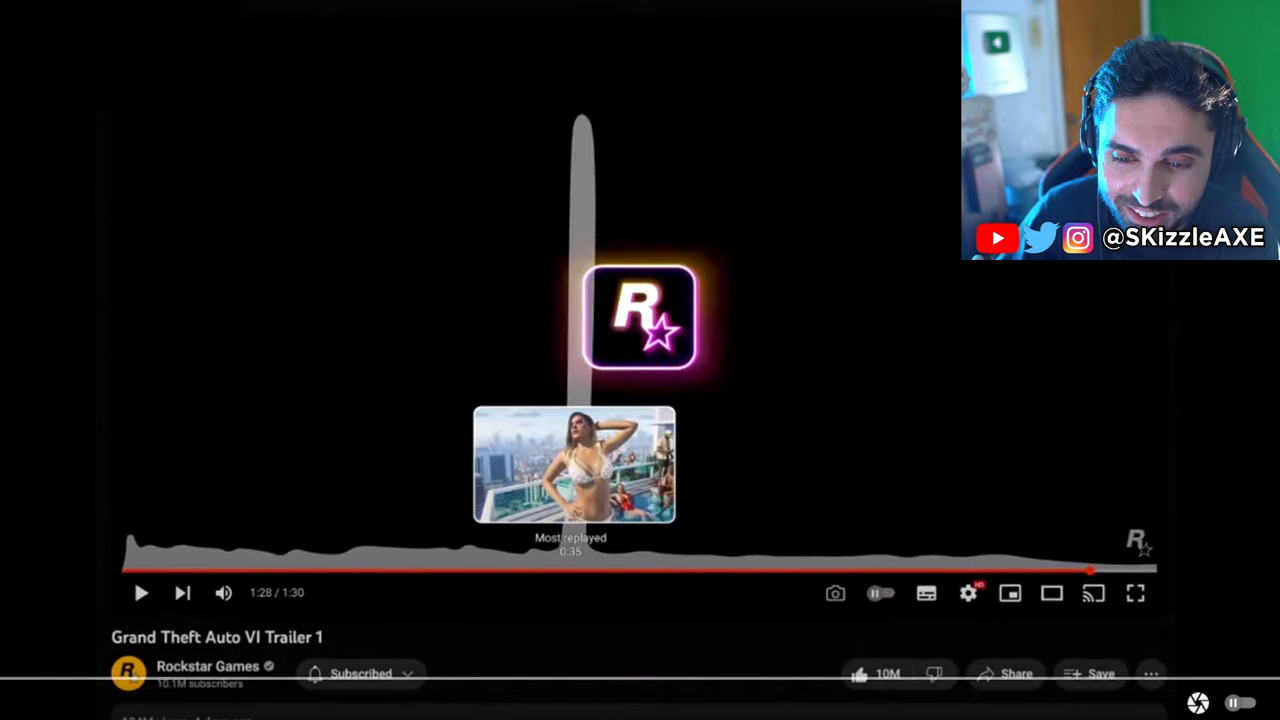 @SKizzleAXE
R
Most replayed
0:35
R
1:28 / 1:30
HD
Grand Theft Auto VI Trailer 1
R
Rockstar Games
10.1M subscribers
Subscribed
10M
Share
Save